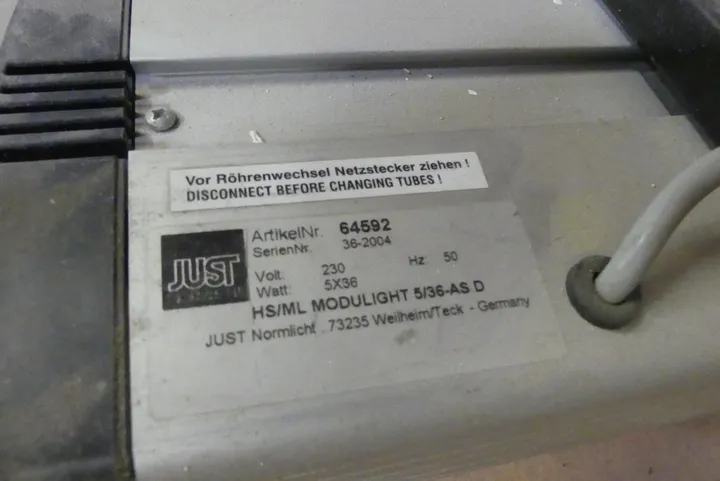 Vor Röhrenwechsel Netzstecker ziehen !
DISCONNECT BEFORE CHANGING TUBES !
JUST
ArtikelNr. 64592
SerienNr. 36-2004
Volt: 230 Hz: 50
Watt: 5X36
HS/ML MODULIGHT 5/36-AS D
JUST Normlicht . 73235 Weilheim/Teck - Germany